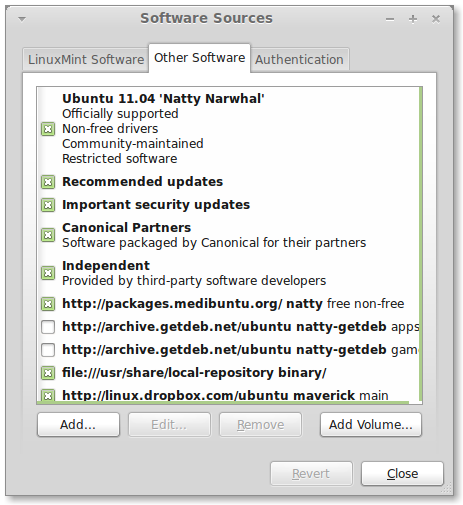 Software Sources
LinuxMint Software
Other Software
Authentication
Ubuntu 11.04 'Natty Narwhal'
Officially supported
Non-free drivers
Community-maintained
Restricted software
Recommended updates
Important security updates
Canonical Partners
Software packaged by Canonical for their partners
Independent
Provided by third-party software developers
http://packages.medibuntu.org/ natty free non-free
http://archive.getdeb.net/ubuntu natty-getdeb apps
http://archive.getdeb.net/ubuntu natty-getdeb gam
file:///usr/share/local-repository binary/
http://linux.dropbox.com/ubuntu maverick main
Add...
Edit...
Remove
Add Volume...
Revert
Close